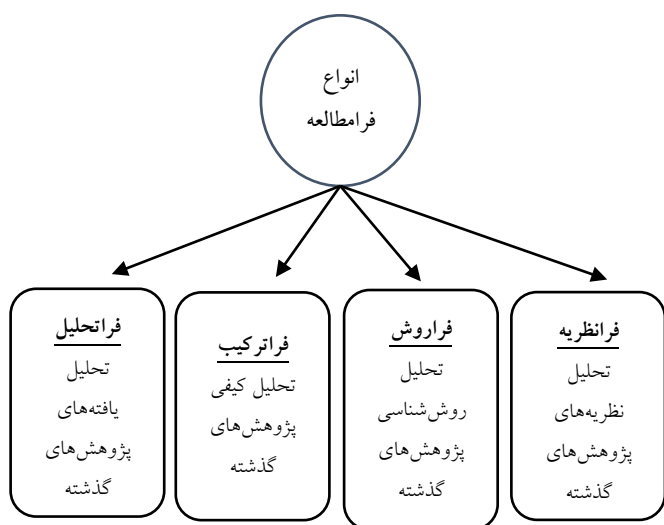 انواع
فرامطالعه
فرانظریه
تحلیل
نظریه‌های
پژوهش‌های
گذشته
فراروش
تحلیل
روش‌شناسی
پژوهش‌های
گذشته
فراترکیب
تحلیل کیفی
پژوهش‌های
گذشته
فراتحلیل
تحلیل
یافته‌های
پژوهش‌های
گذشته